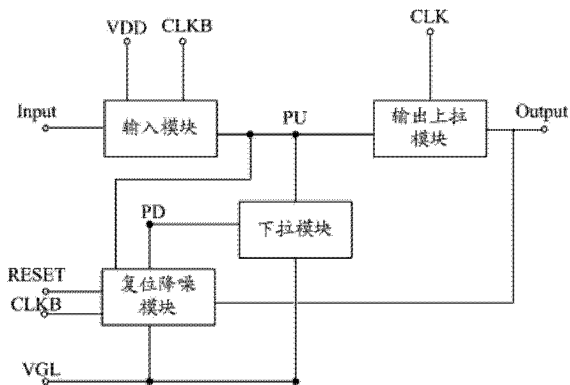 VDD
CLKB
CLK
Input
输入模块
PU
输出上拉
模块
Output
PD
下拉模块
RESET
CLKB
复位降噪
模块
VGL